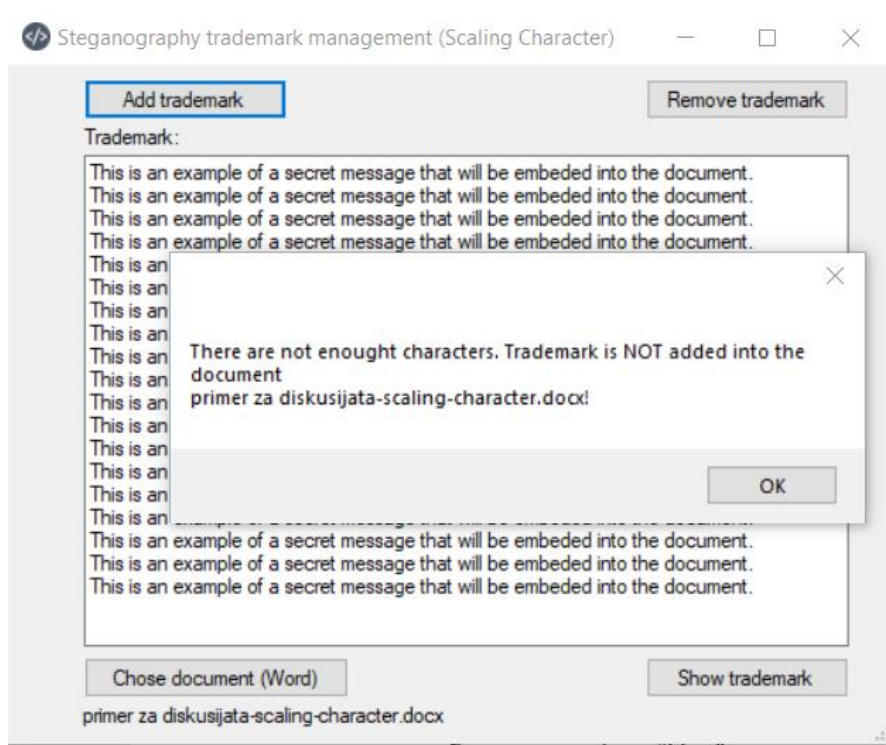 Steganography trademark management (Scaling Character)
Add trademark
Remove trademark
Trademark:
This is an example of a secret message that will be embeded into the document.
This is an example of a secret message that will be embeded into the document.
This is an example of a secret message that will be embeded into the document.
This is an example of a secret message that will be embeded into the document.
This is an
This is an
This is an
This is an
This is an
This is an
This is an
This is an
This is an
This is an
This is an
This is an
This is an example of a secret message that will be embeded into the document.
This is an example of a secret message that will be embeded into the document.
This is an example of a secret message that will be embeded into the document.
There are not enought characters. Trademark is NOT added into the
document
primer za diskusijata-scaling-character.docx!
OK
Chose document (Word)
Show trademark
primer za diskusijata-scaling-character.docx